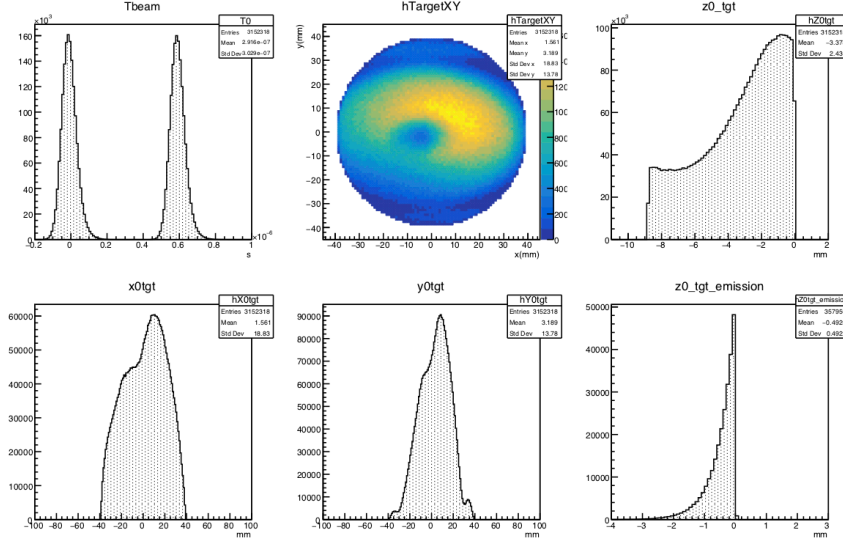 Tbeam
×10³
T0
Entries 3152318
Mean 2.916e-07
Std Dev 3.029e-07
160
140
120
100
80
60
40
20
0
−0.2 0 0.2 0.4 0.6 0.8 1
×10⁻⁶
s
hTargetXY
y(mm)
hTargetXY
Entries 3152318
Mean x 1.561
Mean y 3.189
Std Dev x 18.83
Std Dev y 13.78
40
30
20
10
0
−10
−20
−30
−40
−40 −30 −20 −10 0 10 20 30 40
x(mm)
1000
800
600
400
200
0
z0_tgt
×10³
hZ0tgt
Entries 315231
Mean −3.37
Std Dev 2.43
100
80
60
40
20
0
−10 −8 −6 −4 −2 0 2
mm
x0tgt
hX0tgt
Entries 3152318
Mean 1.561
Std Dev 18.83
60000
50000
40000
30000
20000
10000
0
−100 −80 −60 −40 −20 0 20 40 60 80 100
mm
y0tgt
hY0tgt
Entries 3152318
Mean 3.189
Std Dev 13.78
90000
80000
70000
60000
50000
40000
30000
20000
10000
0
−100 −80 −60 −40 −20 0 20 40 60 80 100
mm
z0_tgt_emission
hZ0tgt_emission
Entries 35795
Mean −0.492
Std Dev 0.492
50000
40000
30000
20000
10000
0
−4 −3 −2 −1 0 1 2 3
mm